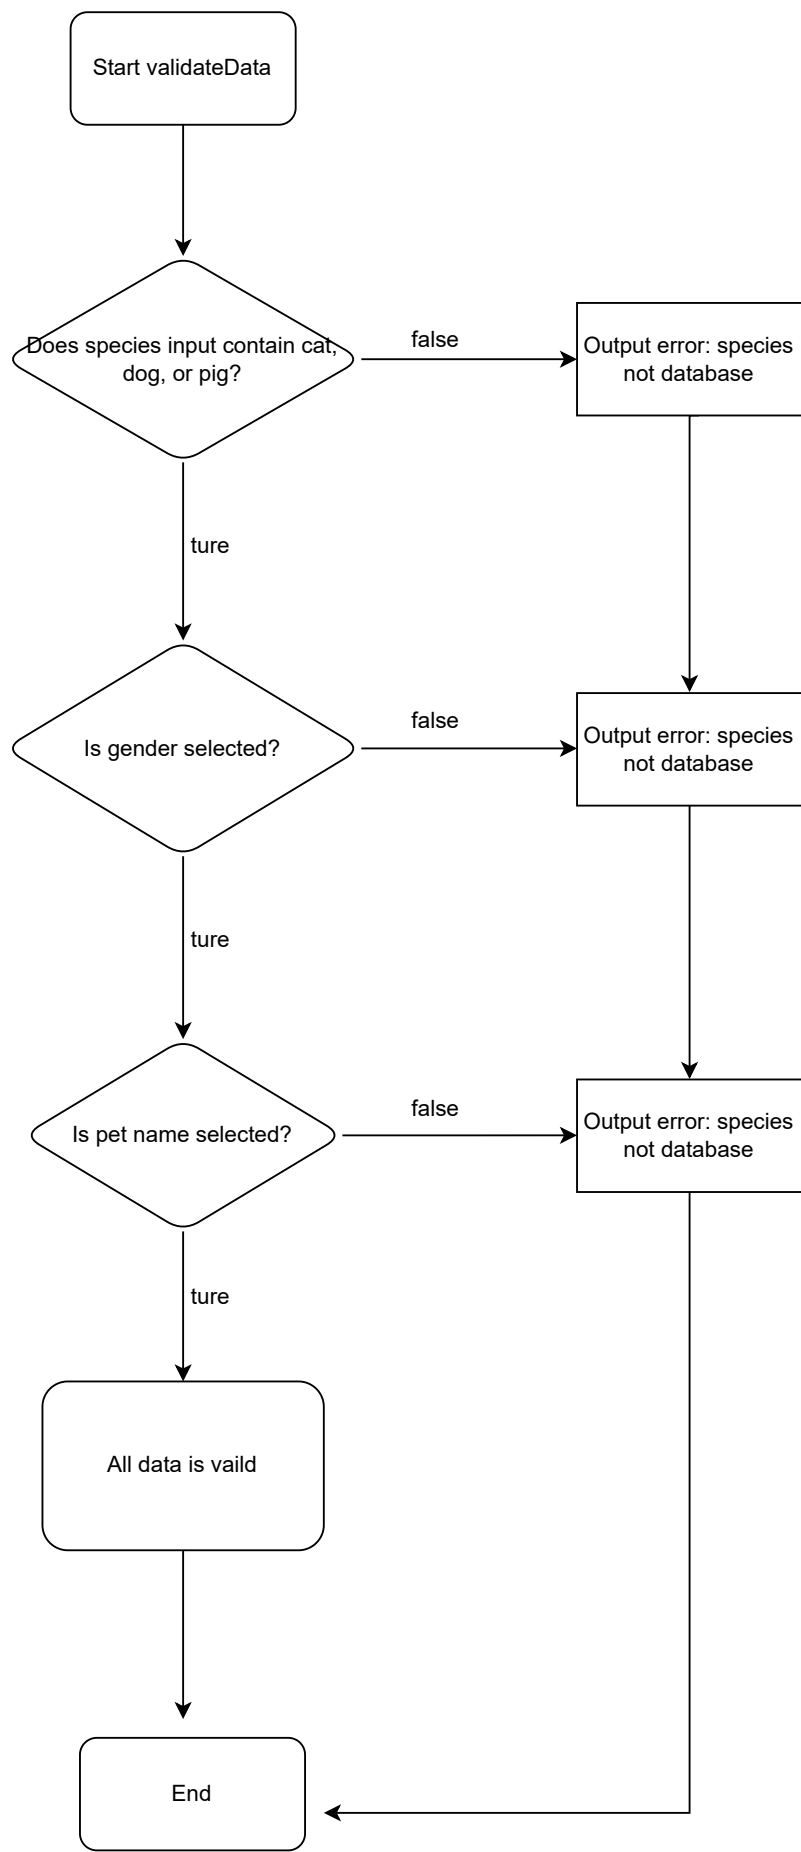 Start validateData
Does species input contain cat,
dog, or pig?
false
Output error: species
not database
ture
Is gender selected?
false
Output error: species
not database
ture
Is pet name selected?
false
Output error: species
not database
ture
All data is vaild
End